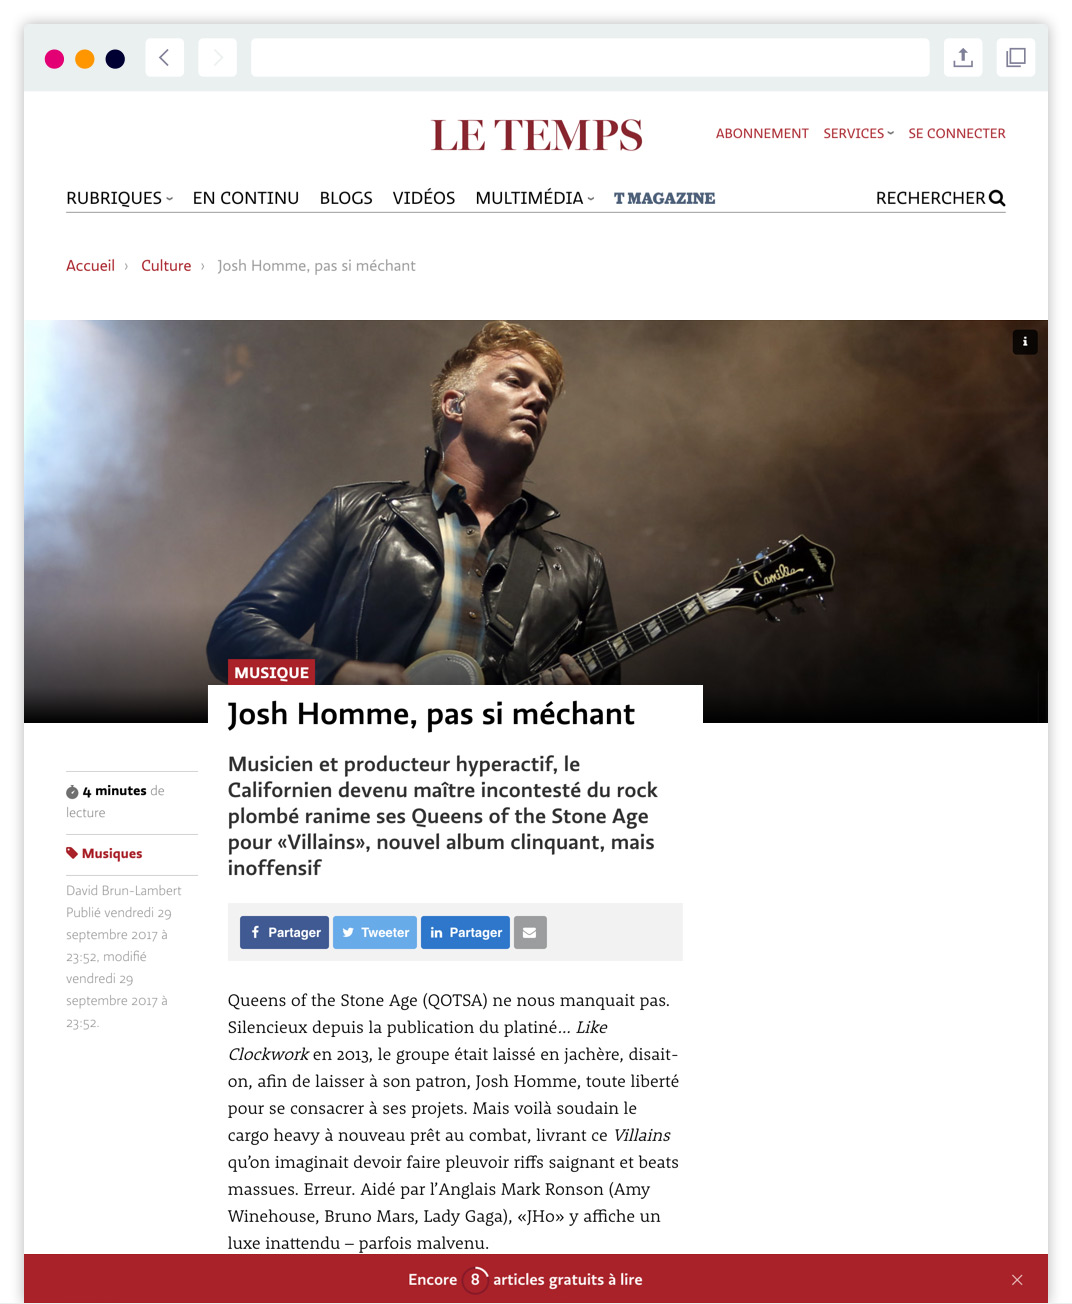 LE TEMPS
ABONNEMENT SERVICES SE CONNECTER
RUBRIQUES EN CONTINU BLOGS VIDÉOS MULTIMÉDIA T MAGAZINE RECHERCHER
Accueil › Culture › Josh Homme, pas si méchant
i
Camille
MUSIQUE
Josh Homme, pas si méchant
Musicien et producteur hyperactif, le
Californien devenu maître incontesté du rock
plombé ranime ses Queens of the Stone Age
pour «Villains», nouvel album clinquant, mais
inoffensif
4 minutes de
lecture
Musiques
David Brun-Lambert
Publié vendredi 29
septembre 2017 à
23:52, modifié
vendredi 29
septembre 2017 à
23:52.
f Partager Tweeter in Partager
Queens of the Stone Age (QOTSA) ne nous manquait pas.
Silencieux depuis la publication du platiné... Like
Clockwork en 2013, le groupe était laissé en jachère, disait-
on, afin de laisser à son patron, Josh Homme, toute liberté
pour se consacrer à ses projets. Mais voilà soudain le
cargo heavy à nouveau prêt au combat, livrant ce Villains
qu’on imaginait devoir faire pleuvoir riffs saignant et beats
massues. Erreur. Aidé par l’Anglais Mark Ronson (Amy
Winehouse, Bruno Mars, Lady Gaga), «JHo» y affiche un
luxe inattendu – parfois malvenu.
Encore 8 articles gratuits à lire